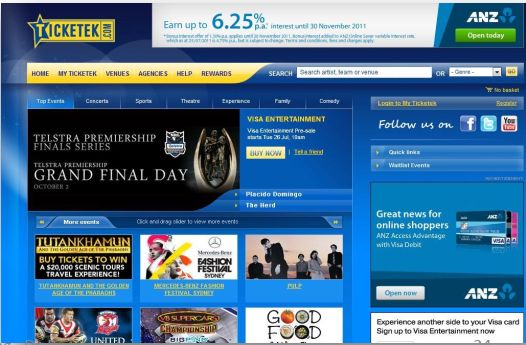 TICKETEK.COM
Earn up to 6.25% p.a. interest until 30 November 2011
ANZ
Open today
HOME MY TICKETEK VENUES AGENCIES HELP REWARDS
SEARCH Search artist, team or venue OR - Genre - GO
No basket
Top Events Concerts Sports Theatre Experience Family Comedy
Login to My Ticketek Register
Follow us on
You Tube
TELSTRA PREMIERSHIP
FINALS SERIES
TELSTRA PREMIERSHIP
GRAND FINAL DAY
OCTOBER 2
VISA ENTERTAINMENT
Visa Entertainment Pre-sale
starts Tue 26 Jul, 10am
BUY NOW | Tell a friend
Placido Domingo
The Herd
Quick links
Waitlist Events
ADVERTISEMENT
More events Click and drag slider to view more events
TUTANKHAMUN
AND THE GOLDEN AGE OF THE PHARAOHS
BUY TICKETS TO WIN
A $20,000 SCENIC TOURS
TRAVEL EXPERIENCE!
TUTANKHAMUN AND THE GOLDEN
AGE OF THE PHARAOHS
Mercedes-Benz
FASHION
FESTIVAL
SYDNEY
MERCEDES-BENZ FASHION
FESTIVAL SYDNEY
PULP
Great news for
online shoppers
ANZ Access Advantage
with Visa Debit
ANZ
VISA
Open now
ANZ
UNITED
V8 SUPERCARS
CHAMPIONSHIP
GOOD
FOOD
Experience another side to your Visa card
Sign up to Visa Entertainment now